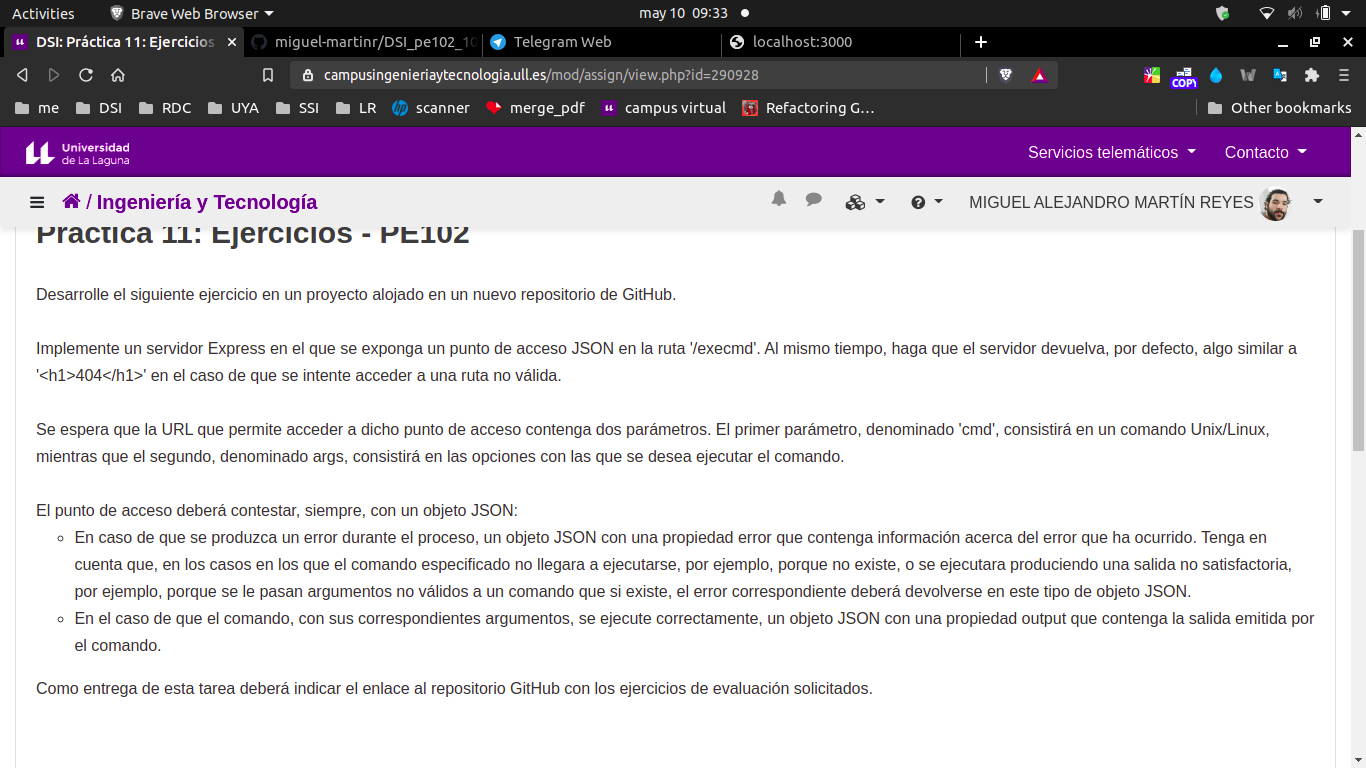 Activities
Brave Web Browser
may 10 09:33
DSI: Práctica 11: Ejercicios
miguel-martinr/DSI_pe102_10
Telegram Web
localhost:3000
campusingenieriaytecnologia.ull.es/mod/assign/view.php?id=290928
COPY
me
DSI
RDC
UYA
SSI
LR
scanner
merge_pdf
campus virtual
Refactoring G…
Other bookmarks
Universidad
de La Laguna
Servicios telemáticos
Contacto
/ Ingeniería y Tecnología
MIGUEL ALEJANDRO MARTÍN REYES
Práctica 11: Ejercicios - PE102
Desarrolle el siguiente ejercicio en un proyecto alojado en un nuevo repositorio de GitHub.
Implemente un servidor Express en el que se exponga un punto de acceso JSON en la ruta '/execmd'. Al mismo tiempo, haga que el servidor devuelva, por defecto, algo similar a
'<h1>404</h1>' en el caso de que se intente acceder a una ruta no válida.
Se espera que la URL que permite acceder a dicho punto de acceso contenga dos parámetros. El primer parámetro, denominado 'cmd', consistirá en un comando Unix/Linux,
mientras que el segundo, denominado args, consistirá en las opciones con las que se desea ejecutar el comando.
El punto de acceso deberá contestar, siempre, con un objeto JSON:
En caso de que se produzca un error durante el proceso, un objeto JSON con una propiedad error que contenga información acerca del error que ha ocurrido. Tenga en
cuenta que, en los casos en los que el comando especificado no llegara a ejecutarse, por ejemplo, porque no existe, o se ejecutara produciendo una salida no satisfactoria,
por ejemplo, porque se le pasan argumentos no válidos a un comando que si existe, el error correspondiente deberá devolverse en este tipo de objeto JSON.
En el caso de que el comando, con sus correspondientes argumentos, se ejecute correctamente, un objeto JSON con una propiedad output que contenga la salida emitida por
el comando.
Como entrega de esta tarea deberá indicar el enlace al repositorio GitHub con los ejercicios de evaluación solicitados.